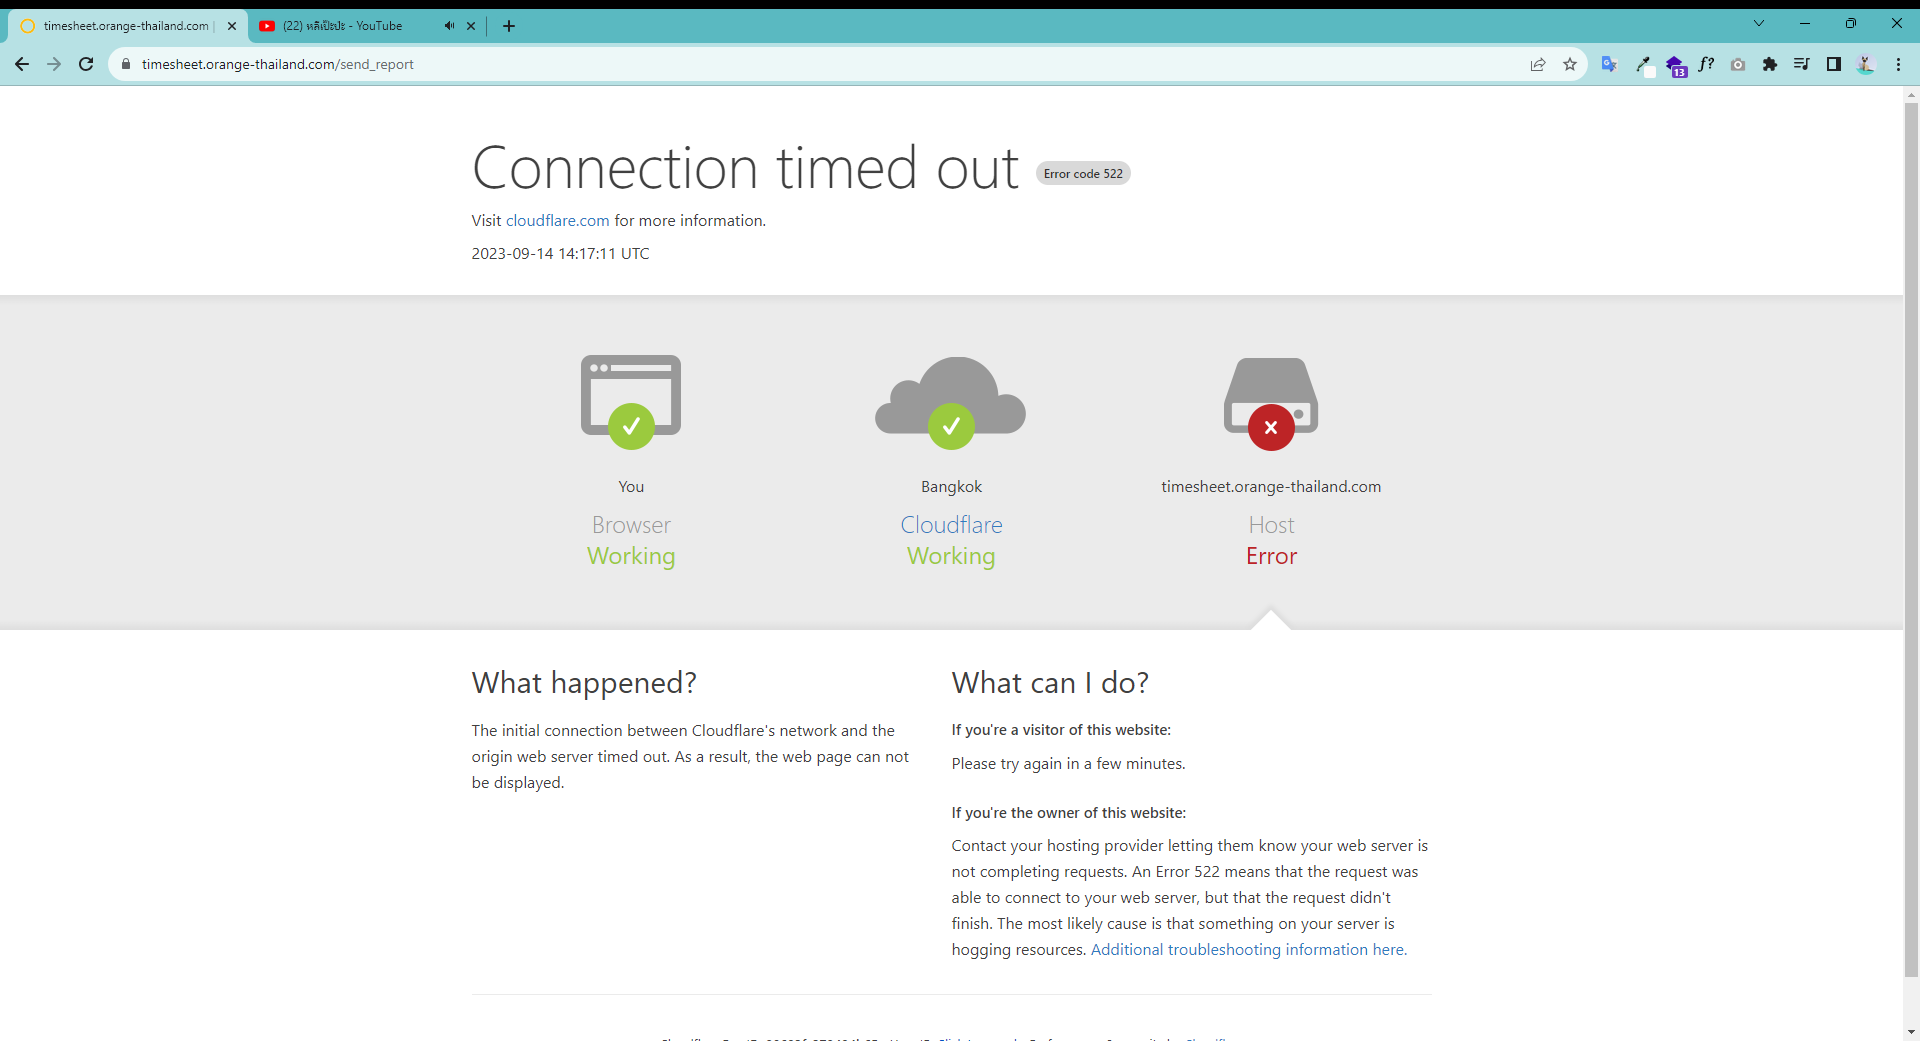 timesheet.orange-thailand.com |
(22) หลีเป๊ะปะ - YouTube
timesheet.orange-thailand.com/send_report
13
f?
Connection timed out Error code 522
Visit cloudflare.com for more information.
2023-09-14 14:17:11 UTC
You
Bangkok
timesheet.orange-thailand.com
Browser
Cloudflare
Host
Working
Working
Error
What happened?
The initial connection between Cloudflare's network and the
origin web server timed out. As a result, the web page can not
be displayed.
What can I do?
If you're a visitor of this website:
Please try again in a few minutes.
If you're the owner of this website:
Contact your hosting provider letting them know your web server is
not completing requests. An Error 522 means that the request was
able to connect to your web server, but that the request didn't
finish. The most likely cause is that something on your server is
hogging resources. Additional troubleshooting information here.